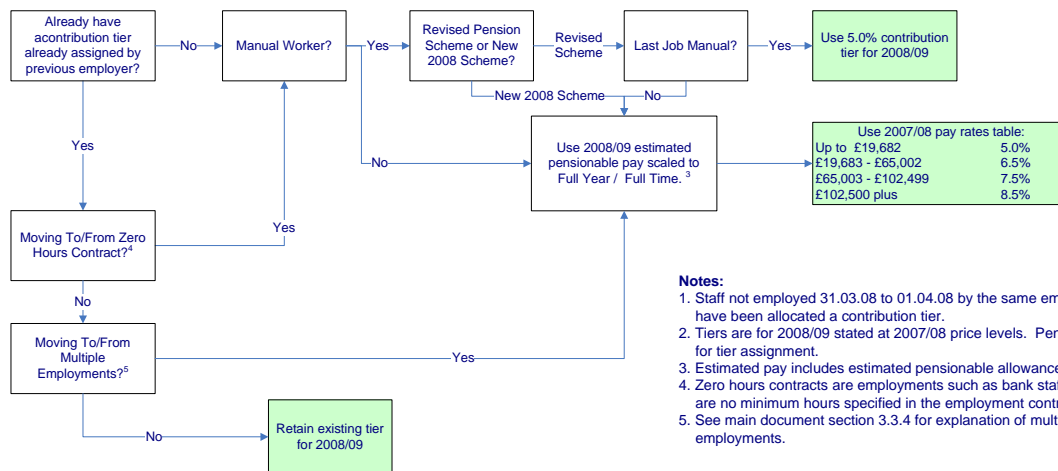 Already have
acontribution tier
already assigned by
previous employer?
No
Manual Worker?
Yes
Revised Pension
Scheme or New
2008 Scheme?
Revised
Scheme
Last Job Manual?
Yes
Use 5.0% contribution
tier for 2008/09
New 2008 Scheme
No
Yes
No
Use 2008/09 estimated
pensionable pay scaled to
Full Year / Full Time. 3
Use 2007/08 pay rates table:
Up to £19,682 5.0%
£19,683 - £65,002 6.5%
£65,003 - £102,499 7.5%
£102,500 plus 8.5%
Moving To/From Zero
Hours Contract?4
Yes
No
Moving To/From
Multiple
Employments?5
Yes
No
Retain existing tier
for 2008/09
Notes:
1. Staff not employed 31.03.08 to 01.04.08 by the same
have been allocated a contribution tier.
2. Tiers are for 2008/09 stated at 2007/08 price levels.
for tier assignment.
3. Estimated pay includes estimated pensionable
4. Zero hours contracts are employments such as bank
are no minimum hours specified in the employment
5. See main document section 3.3.4 for explanation of
employments.